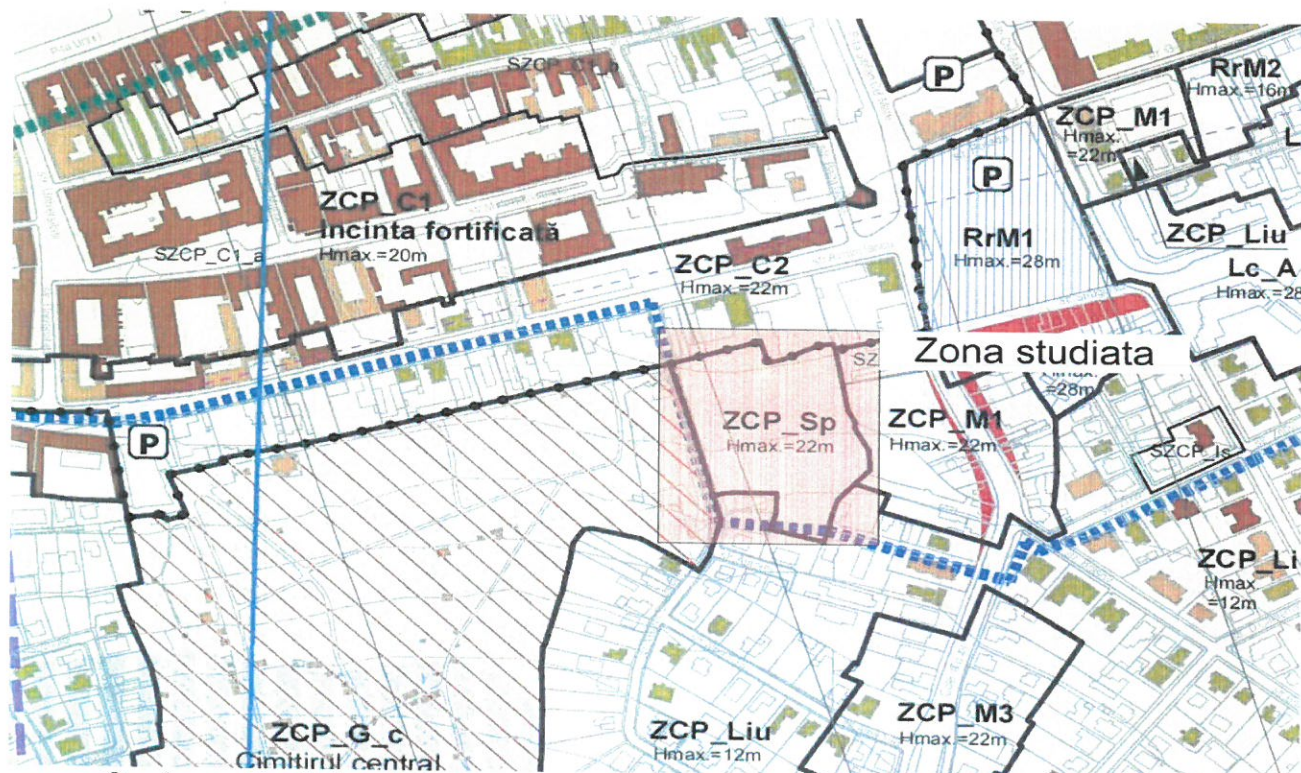 SZCP_C1_a
P
RrM2
Hmax.=16m
ZCP_M1
Hmax.
=22m
P
ZCP_C1
Incinta fortificată
Hmax.=20m
SZCP_C1_a
RrM1
Hmax.=28m
ZCP_Liu
Lc_A
Hmax.=28
ZCP_C2
Hmax.=22m
Zona studiata
SZ
Hmax.
=28m
ZCP_Sp
Hmax.=22m
ZCP_M1
Hmax.=22m
P
SZCP_Is
ZCP_Li
Hmax
=12m
ZCP_G_c
Cimitirul central
ZCP_Liu
Hmax.=12m
ZCP_M3
Hmax.=22m